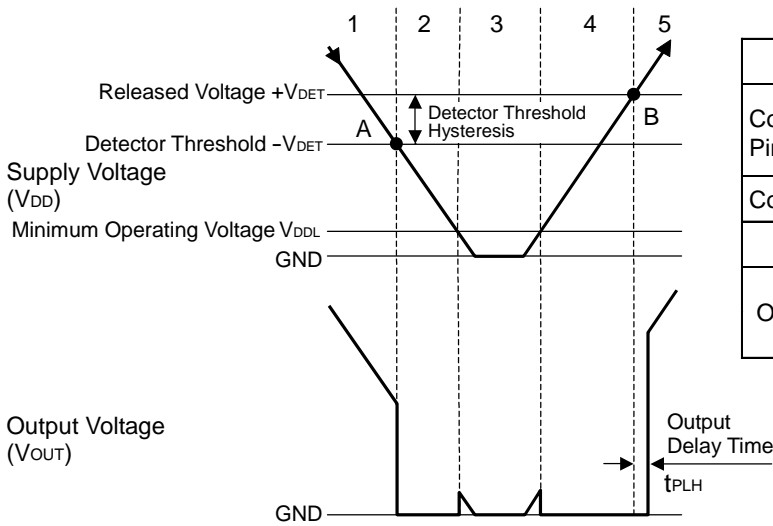 1 2 3 4 5
Released Voltage +VDET
Detector Threshold
Hysteresis
A
B
Detector Threshold –VDET
Supply Voltage
(VDD)
Minimum Operating Voltage VDDL
GND
Output Voltage
(VOUT)
Output
Delay Time
tPLH
GND
Co
Pin
Co
O